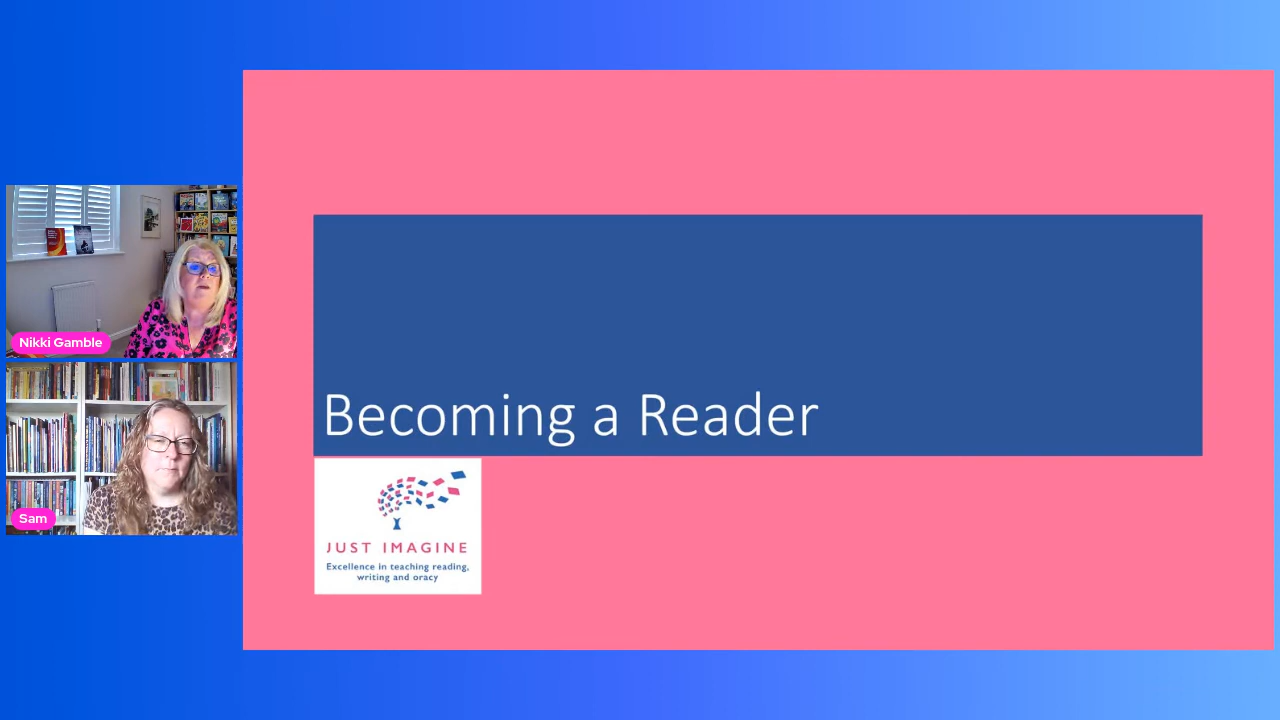 Nikki Gamble
Sam
Becoming a Reader
JUST IMAGINE
Excellence in teaching reading,
writing and oracy